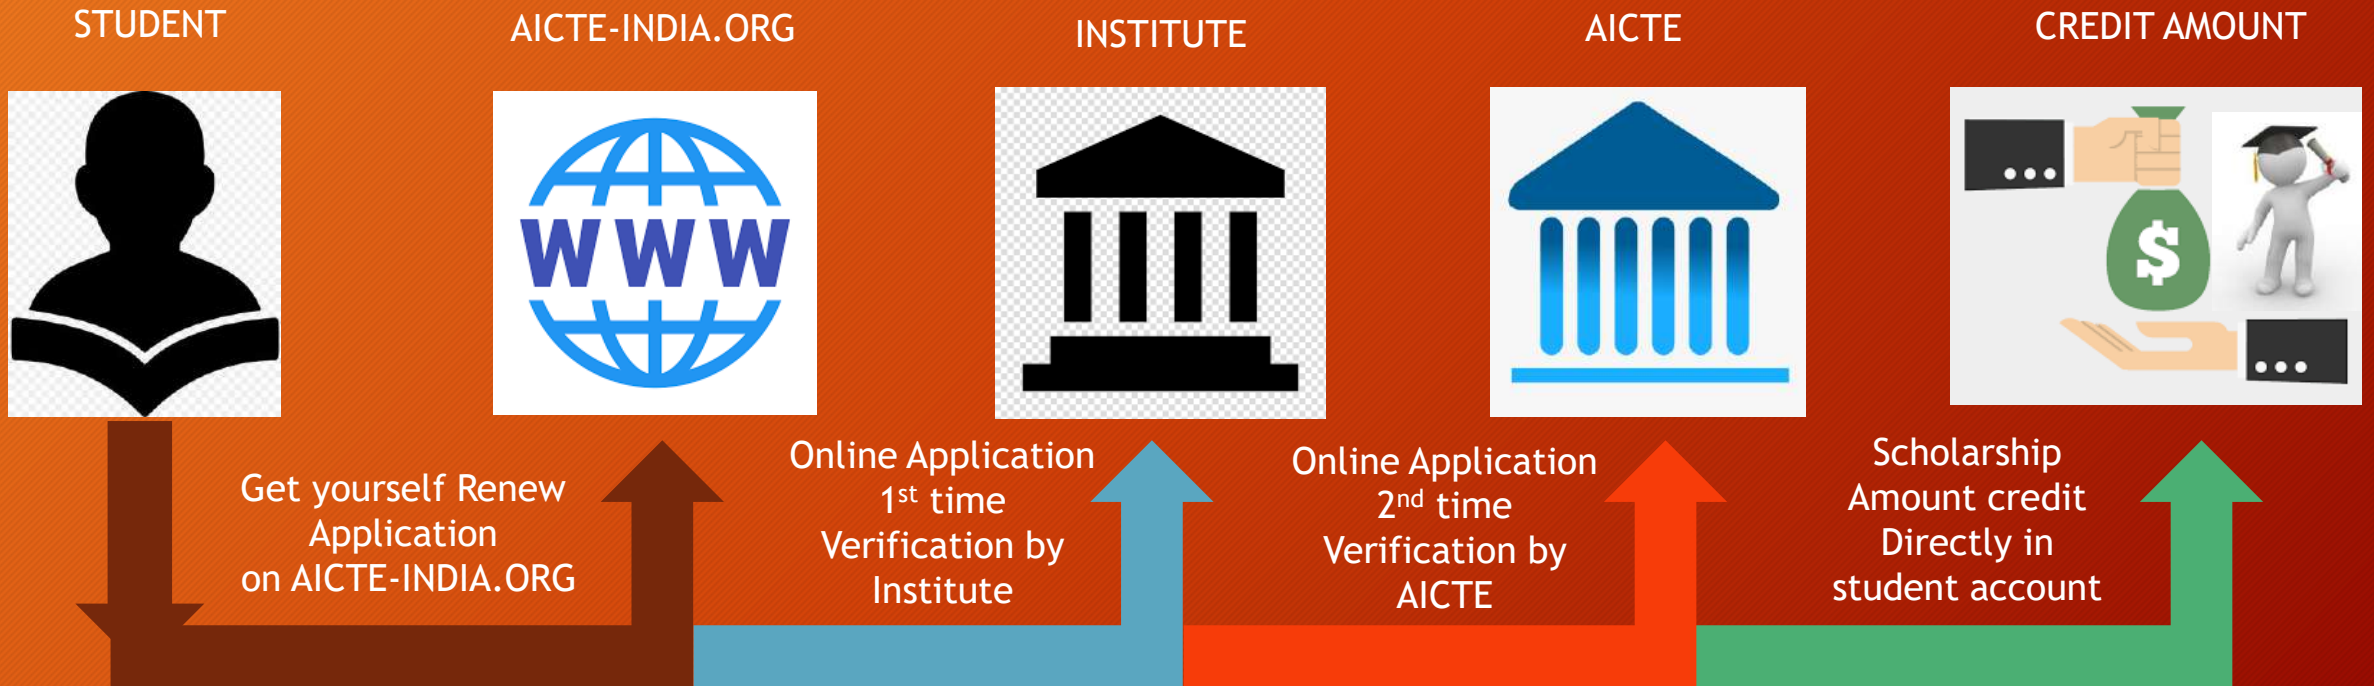 STUDENT
AICTE-INDIA.ORG
INSTITUTE
AICTE
CREDIT AMOUNT
WWW
$
Get yourself Renew
Application
on AICTE-INDIA.ORG
Online Application
1st time
Verification by
Institute
Online Application
2nd time
Verification by
AICTE
Scholarship
Amount credit
Directly in
student account